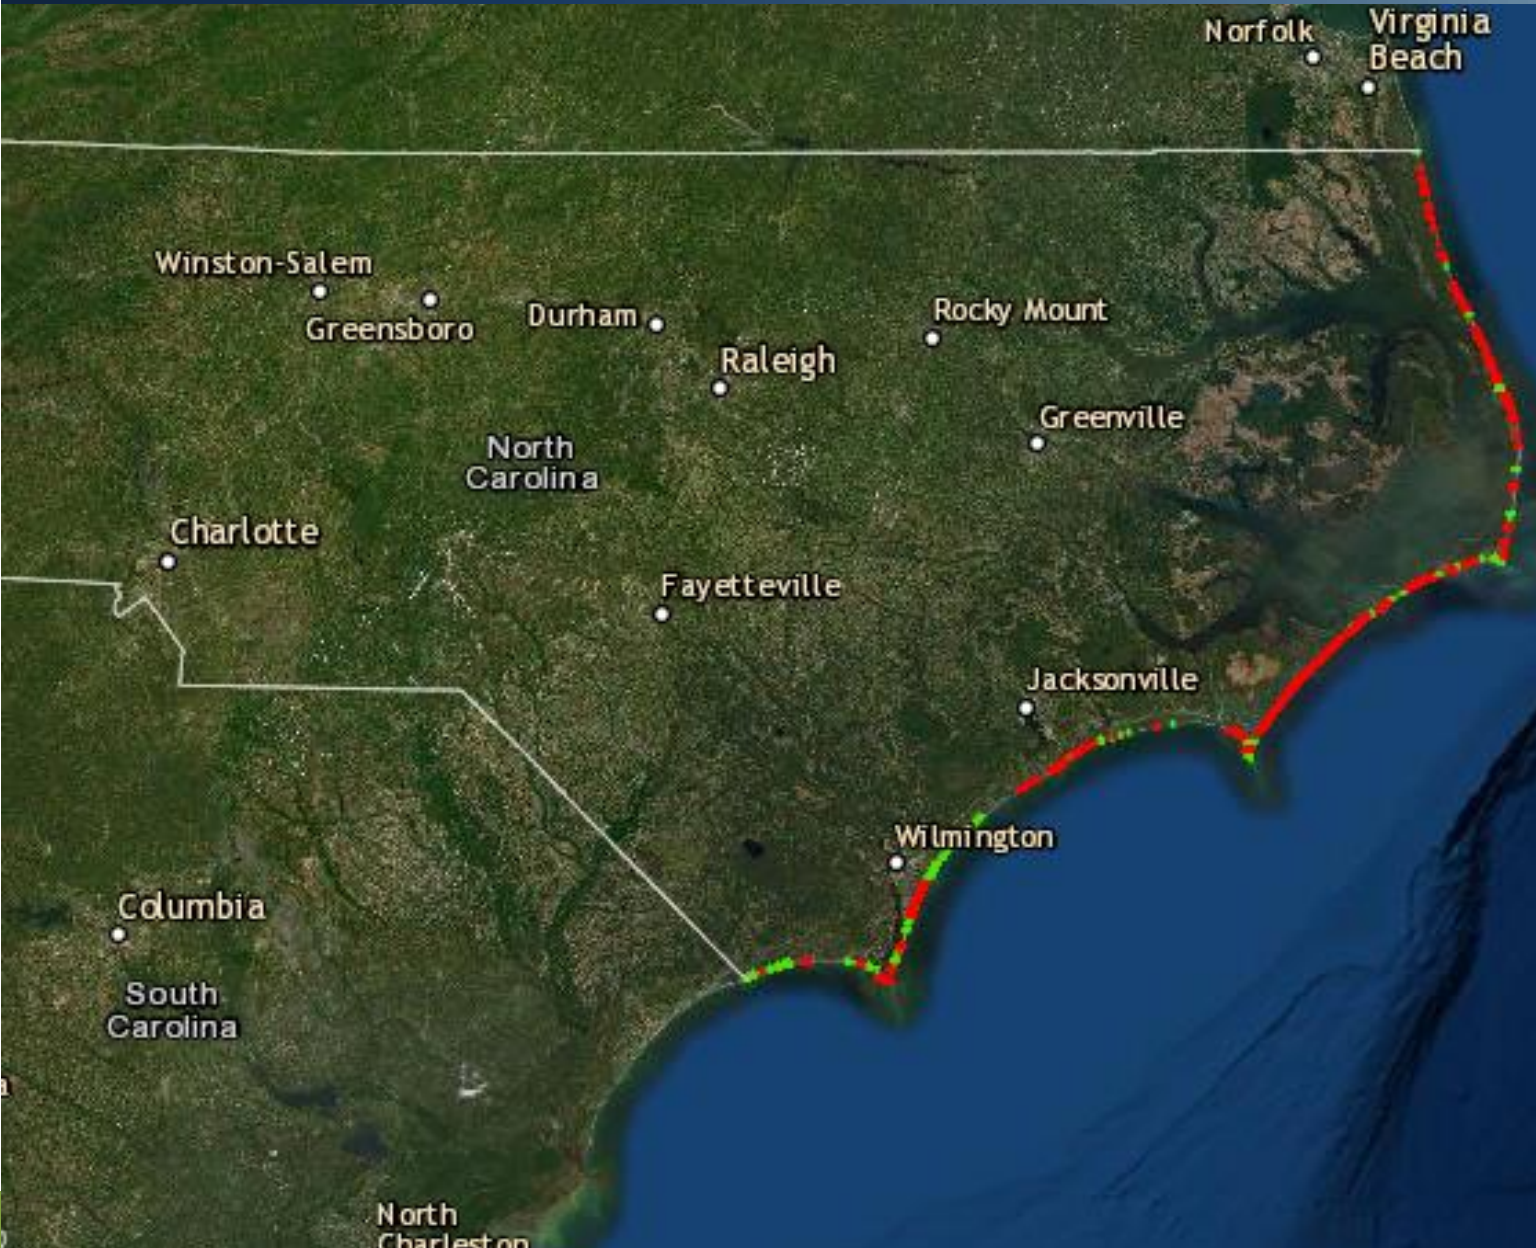 Norfolk
Virginia
Beach
Winston-Salem
Greensboro
Durham
Rocky Mount
Raleigh
Greenville
North
Carolina
Charlotte
Fayetteville
Jacksonville
Wilmington
Columbia
South
Carolina
a
North
Charleston